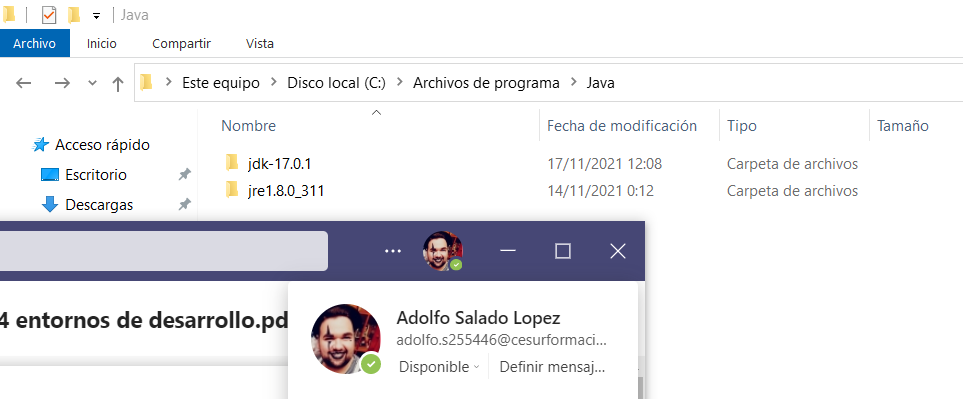 Java
Archivo Inicio Compartir Vista
Este equipo Disco local (C:) Archivos de programa Java
Nombre Fecha de modificación Tipo Tamaño
Acceso rápido
jdk-17.0.1 17/11/2021 12:08 Carpeta de archivos
Escritorio
jre1.8.0_311 14/11/2021 0:12 Carpeta de archivos
Descargas
4 entornos de desarrollo.pd
Adolfo Salado Lopez
adolfo.s255446@cesurformaci...
Disponible Definir mensaj...